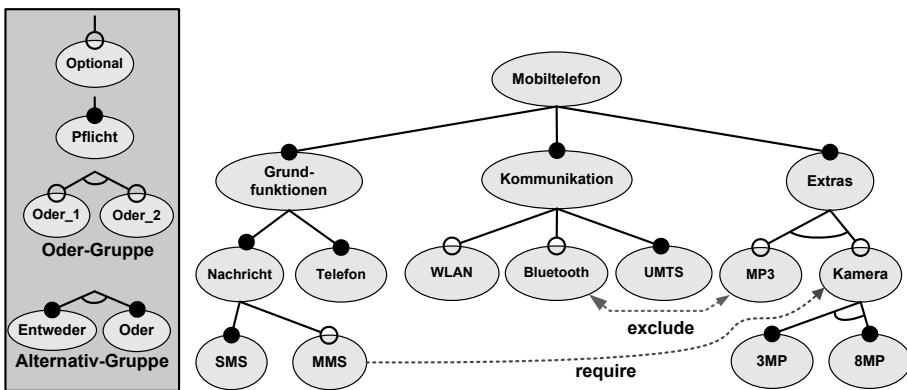 Optional
Pflicht
Oder_1
Oder_2
Oder-Gruppe
Entweder
Oder
Alternativ-Gruppe
Mobiltelefon
Grund-
funktionen
Kommunikation
Extras
Nachricht
Telefon
WLAN
Bluetooth
UMTS
MP3
Kamera
exclude
SMS
MMS
require
3MP
8MP